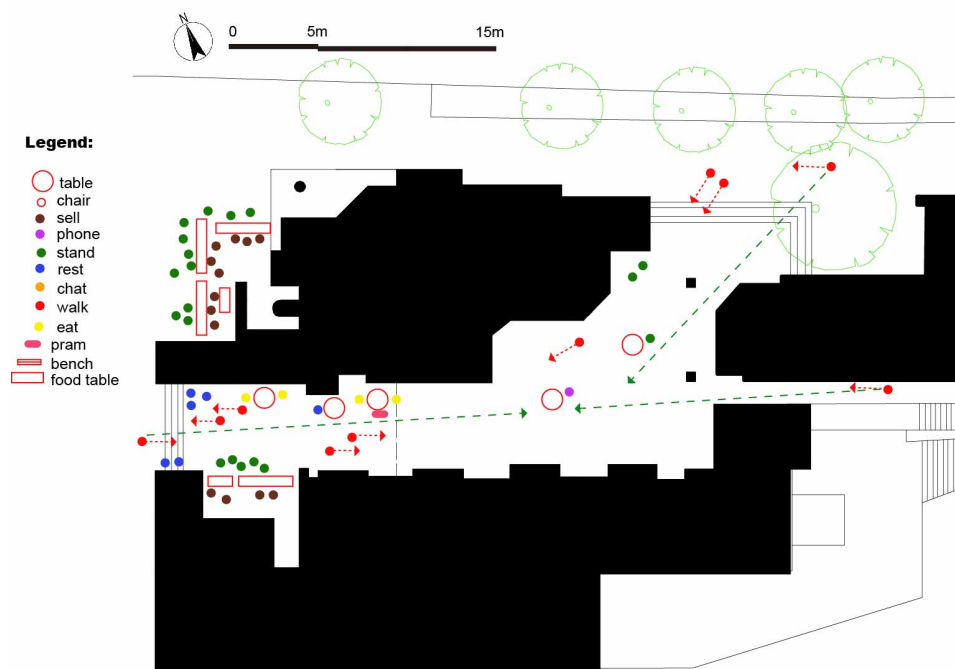 N
0 5m 15m
Legend:
table
chair
sell
phone
stand
rest
chat
walk
eat
pram
bench
food table